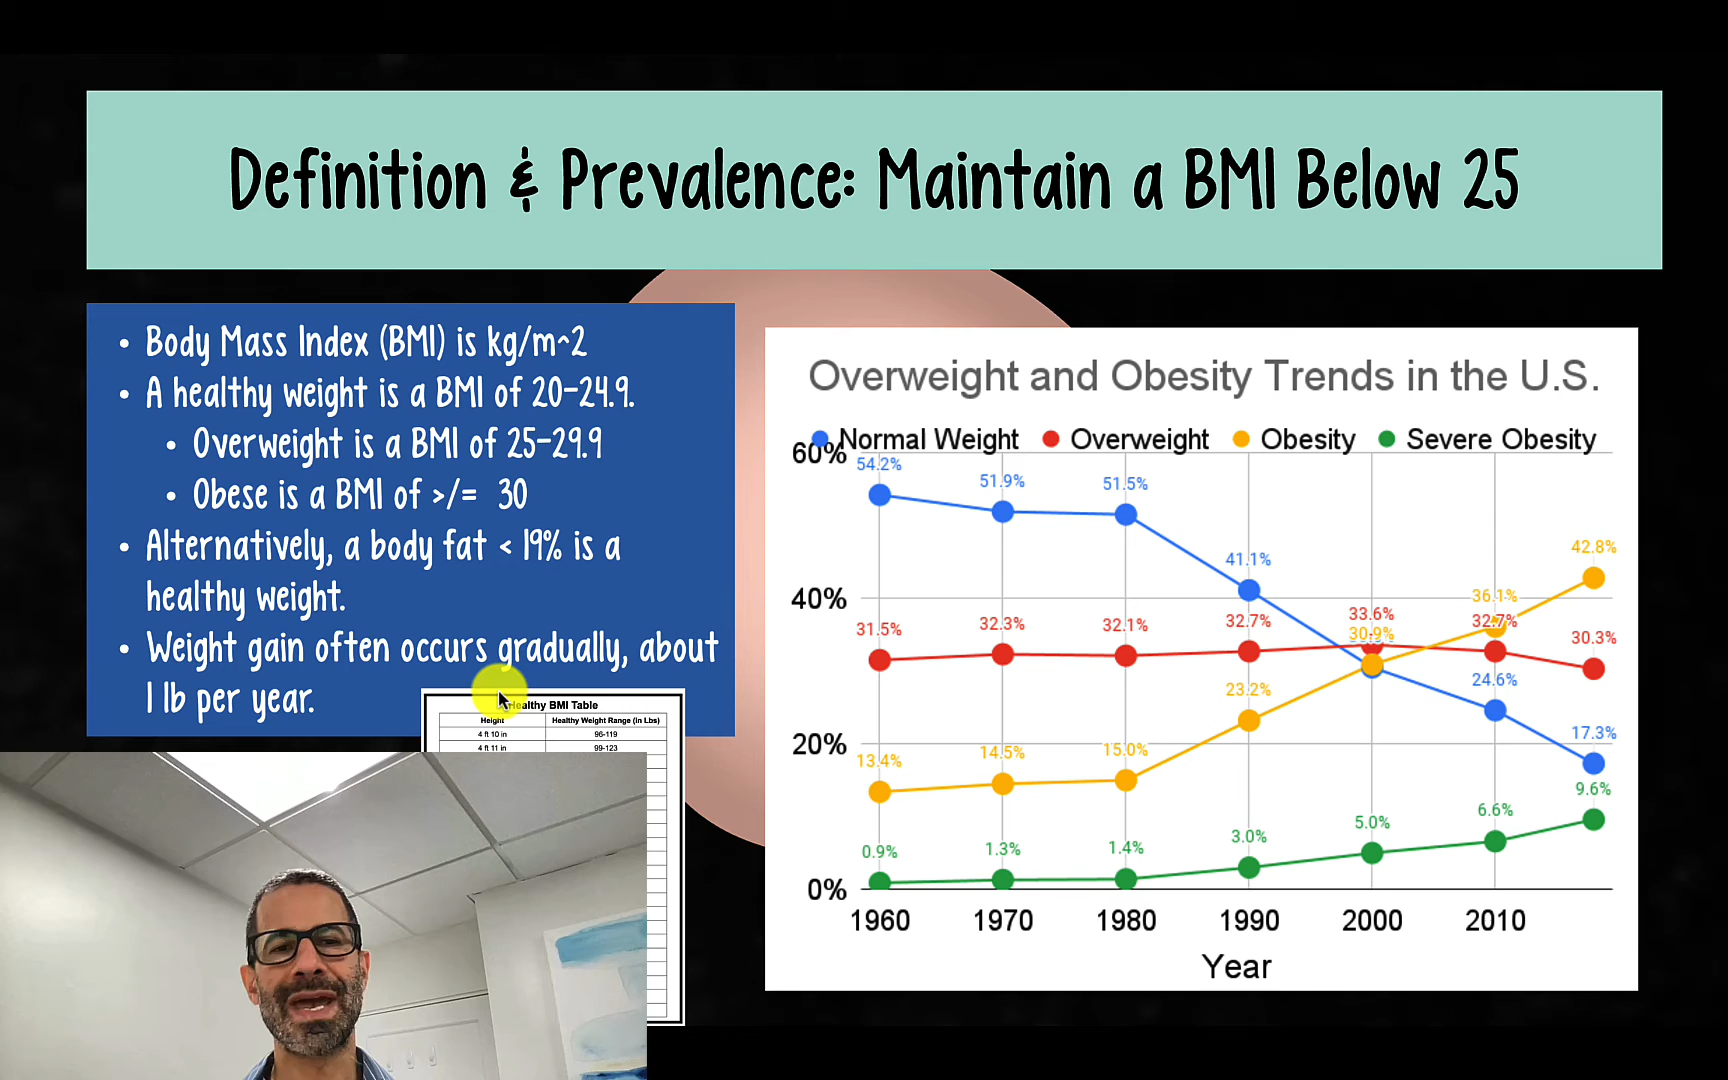 Definition & Prevalence: Maintain a BMI Below 25
• Body Mass Index (BMI) is kg/m^2
• A healthy weight is a BMI of 20-24.9.
• Overweight is a BMI of 25-29.9
• Obese is a BMI of >/= 30
• Alternatively, a body fat < 19% is a
healthy weight.
• Weight gain often occurs gradually, about
1 lb per year.
Healthy BMI Table
Height Healthy Weight Range (in Lbs)
4 ft 10 in 96-119
4 ft 11 in 99-123
Overweight and Obesity Trends in the U.S.
Normal Weight Overweight Obesity Severe Obesity
60%
40%
20%
0%
54.2% 51.9% 51.5% 41.1% 24.6% 17.3%
31.5% 32.3% 32.1% 32.7% 33.6% 32.7% 30.3%
13.4% 14.5% 15.0% 23.2% 30.9% 36.1% 42.8%
0.9% 1.3% 1.4% 3.0% 5.0% 6.6% 9.6%
1960 1970 1980 1990 2000 2010
Year